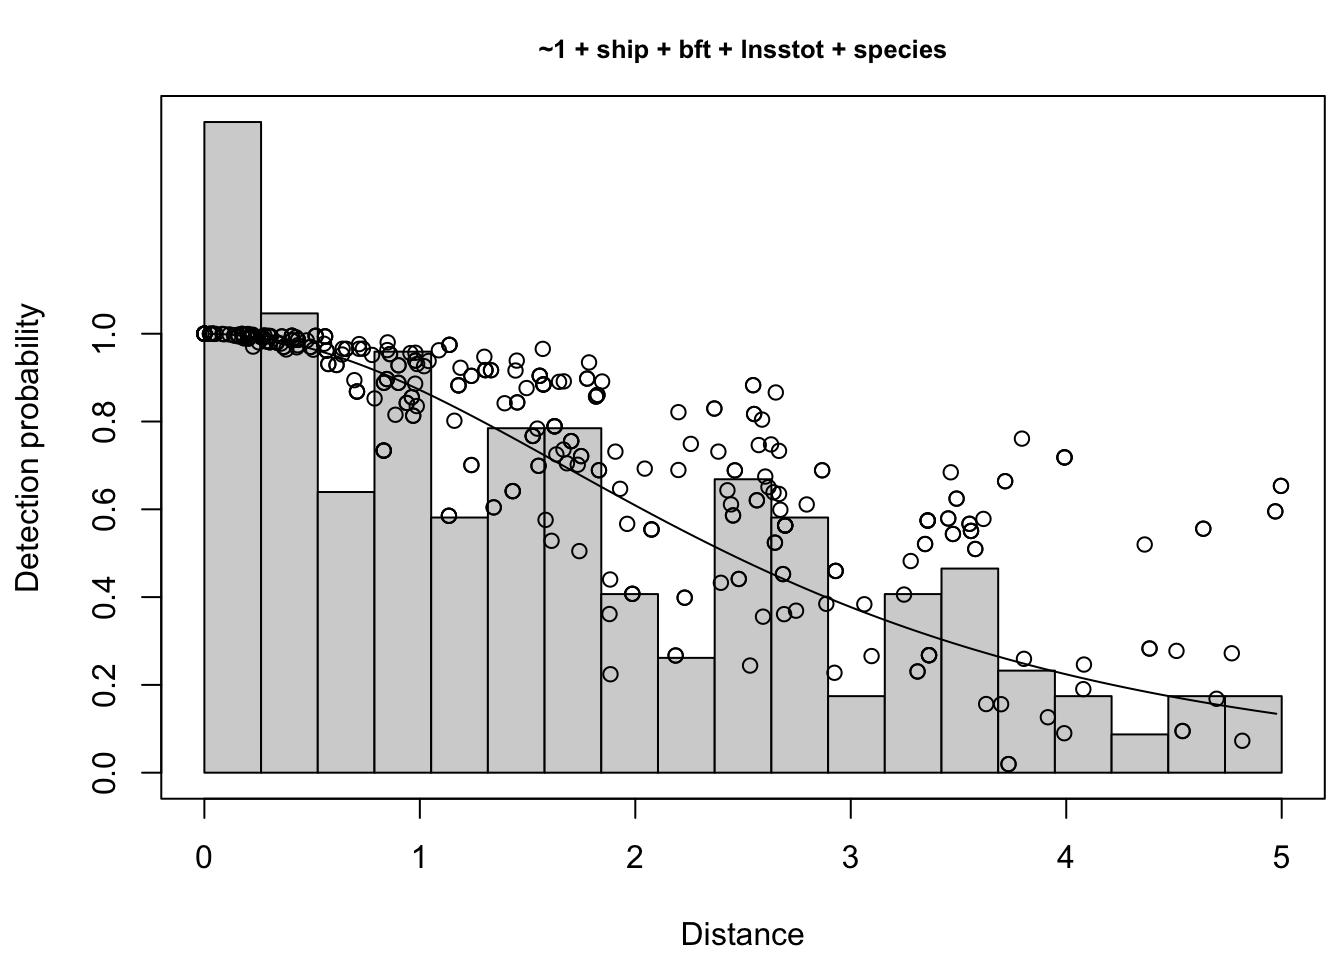 ~1 + ship + bft + lnsstot + species
Detection probability
1.0
0.8
0.6
0.4
0.2
0.0
0 1 2 3 4 5
Distance